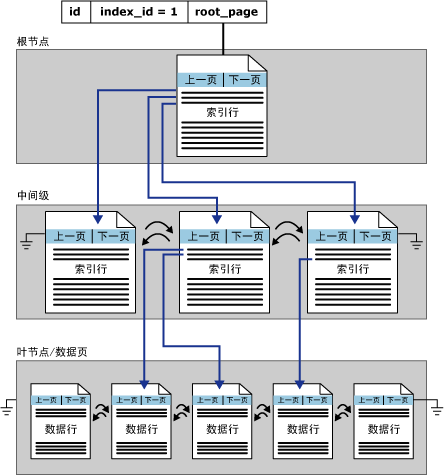 id index_id = 1 root_page
根节点
上一页 下一页
索引行
中间级
上一页 下一页 上一页 下一页 上一页 下一页
索引行 索引行 索引行
叶节点/数据页
上一页 下一页 上一页 下一页 上一页 下一页 上一页 下一页 上一页 下一页
数据行 数据行 数据行 数据行 数据行